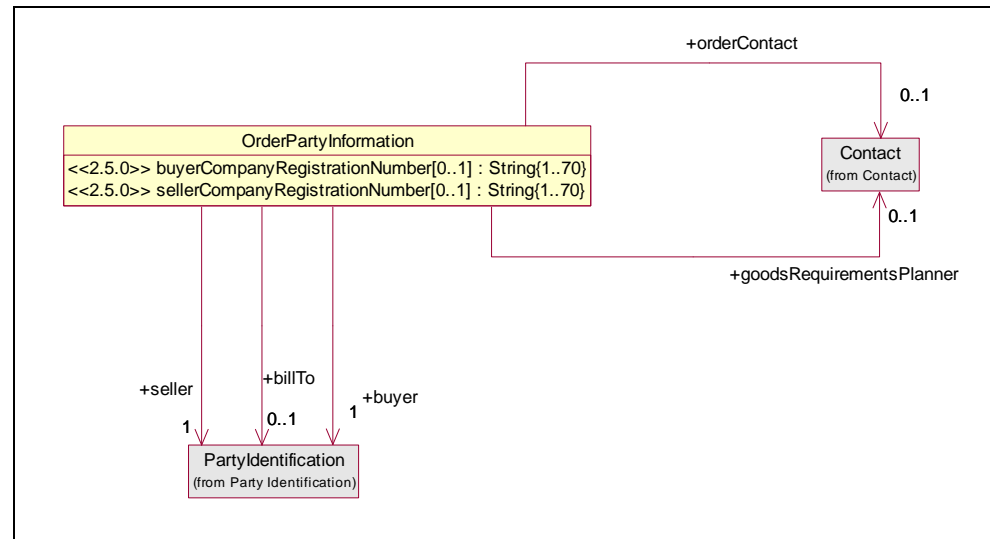 +orderContact
0..1
OrderPartyInformation
<<2.5.0>> buyerCompanyRegistrationNumber[0..1] : String{1..70}
<<2.5.0>> sellerCompanyRegistrationNumber[0..1] : String{1..70}
Contact
(from Contact)
0..1
+goodsRequirementsPlanner
+seller
+billTo
+buyer
1
0..1
1
PartyIdentification
(from Party Identification)